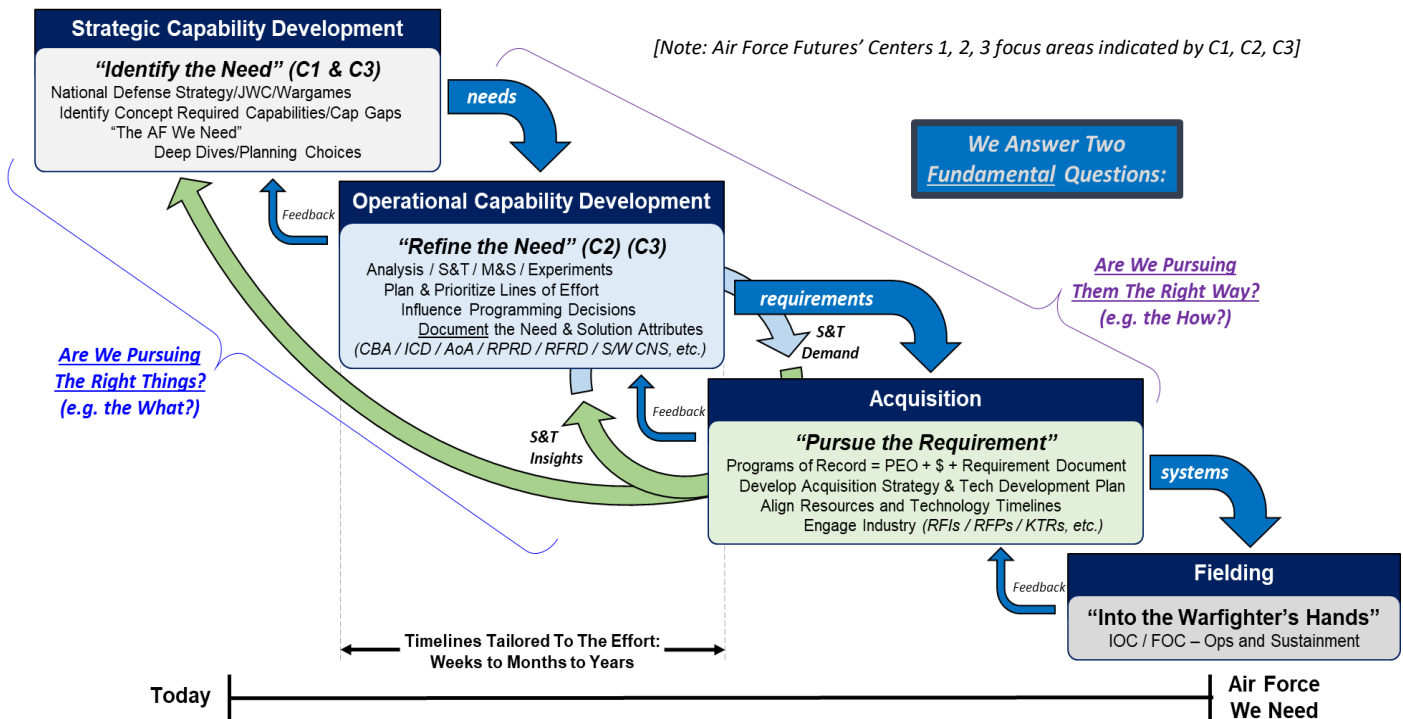 Strategic Capability Development
“Identify the Need” (C1 & C3)
National Defense Strategy/JWC/Wargames
Identify Concept Required Capabilities/Cap Gaps
“The AF We Need”
Deep Dives/Planning Choices
[Note: Air Force Futures’ Centers 1, 2, 3 focus areas indicated by C1, C2, C3]
needs
We Answer Two
Fundamental Questions:
Feedback
Operational Capability Development
“Refine the Need” (C2) (C3)
Analysis / S&T / M&S / Experiments
Plan & Prioritize Lines of Effort
Influence Programming Decisions
Document the Need & Solution Attributes
(CBA / ICD / AoA / RPRD / RFRD / S/W CNS, etc.)
requirements
S&T
Demand
Are We Pursuing
Them The Right Way?
(e.g. the How?)
Are We Pursuing
The Right Things?
(e.g. the What?)
Feedback
S&T
Insights
Acquisition
“Pursue the Requirement”
Programs of Record = PEO + $ + Requirement Document
Develop Acquisition Strategy & Tech Development Plan
Align Resources and Technology Timelines
Engage Industry (RFIs / RFPs / KTRs, etc.)
systems
Feedback
Fielding
“Into the Warfighter’s Hands”
IOC / FOC – Ops and Sustainment
Timelines Tailored To The Effort:
Weeks to Months to Years
Today
Air Force
We Need